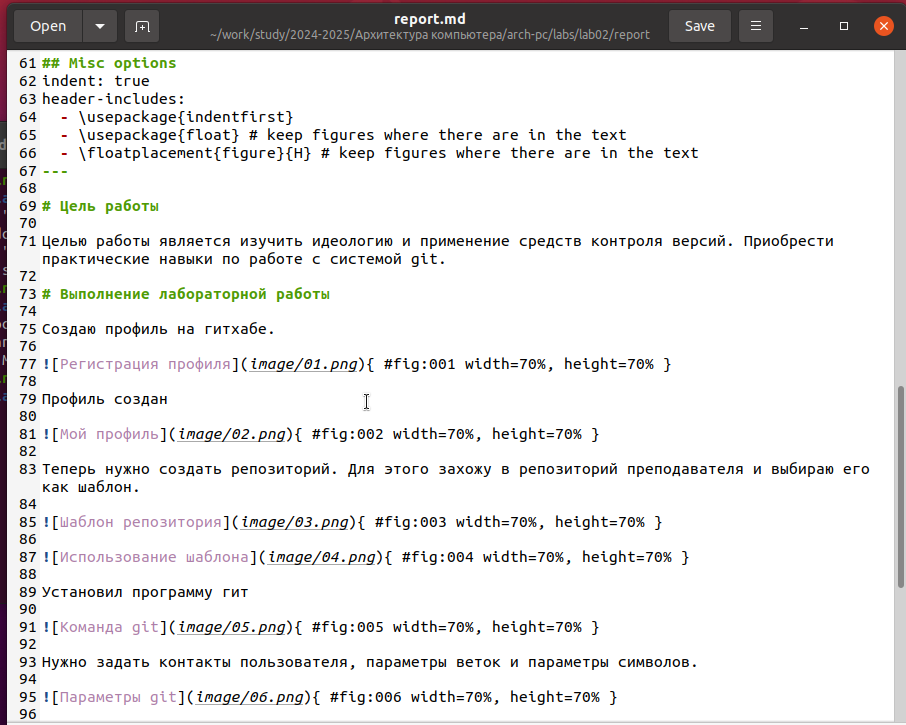 Open
report.md
~/work/study/2024-2025/Архитектура компьютера/arch-pc/labs/lab02/report
Save
61 ## Misc options
62 indent: true
63 header-includes:
64   - \usepackage{indentfirst}
65   - \usepackage{float} # keep figures where there are in the text
66   - \floatplacement{figure}{H} # keep figures where there are in the text
67 ---
68
69 # Цель работы
70
71 Целью работы является изучить идеологию и применение средств контроля версий. Приобрести
практические навыки по работе с системой git.
72
73 # Выполнение лабораторной работы
74
75 Создаю профиль на гитхабе.
76
77 ![Регистрация профиля](image/01.png){ #fig:001 width=70%, height=70% }
78
79 Профиль создан
80
81 ![Мой профиль](image/02.png){ #fig:002 width=70%, height=70% }
82
83 Теперь нужно создать репозиторий. Для этого захожу в репозиторий преподавателя и выбираю его
как шаблон.
84
85 ![Шаблон репозитория](image/03.png){ #fig:003 width=70%, height=70% }
86
87 ![Использование шаблона](image/04.png){ #fig:004 width=70%, height=70% }
88
89 Установил программу гит
90
91 ![Команда git](image/05.png){ #fig:005 width=70%, height=70% }
92
93 Нужно задать контакты пользователя, параметры веток и параметры символов.
94
95 ![Параметры git](image/06.png){ #fig:006 width=70%, height=70% }
96